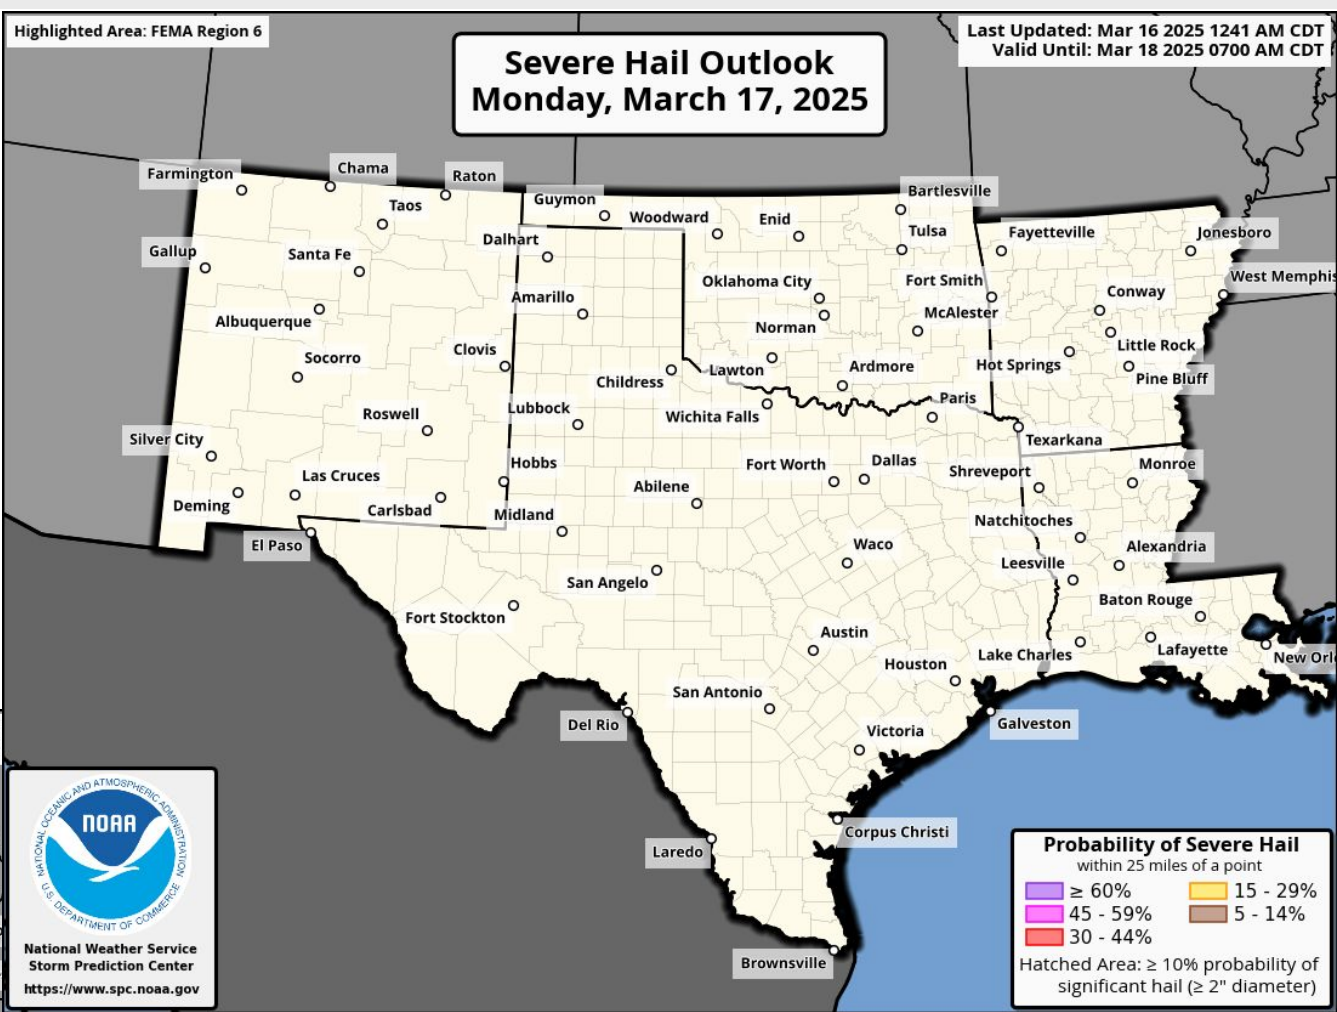 Highlighted Area: FEMA Region 6
Last Updated: Mar 16 2025 1241 AM CDT
Valid Until: Mar 18 2025 0700 AM CDT
Severe Hail Outlook
Monday, March 17, 2025
Farmington
Chama
Raton
Taos
Guymon
Woodward
Enid
Bartlesville
Tulsa
Fayetteville
Jonesboro
Gallup
Santa Fe
Dalhart
Oklahoma City
Fort Smith
Conway
West Memphis
Albuquerque
Amarillo
Norman
McAlester
Little Rock
Socorro
Clovis
Childress
Lawton
Ardmore
Hot Springs
Pine Bluff
Roswell
Lubbock
Wichita Falls
Paris
Texarkana
Silver City
Las Cruces
Hobbs
Abilene
Fort Worth
Dallas
Shreveport
Monroe
Deming
Carlsbad
Midland
Natchitoches
El Paso
San Angelo
Waco
Leesville
Alexandria
Fort Stockton
Baton Rouge
Austin
Houston
Lake Charles
Lafayette
New Orl
San Antonio
Del Rio
Victoria
Galveston
Corpus Christi
Laredo
Brownsville
NATIONAL OCEANIC AND ATMOSPHERIC ADMINISTRATION
NOAA
U.S. DEPARTMENT OF COMMERCE
National Weather Service
Storm Prediction Center
https://www.spc.noaa.gov
Probability of Severe Hail
within 25 miles of a point
≥ 60%
15 - 29%
45 - 59%
5 - 14%
30 - 44%
Hatched Area: ≥ 10% probability of
significant hail (≥ 2" diameter)